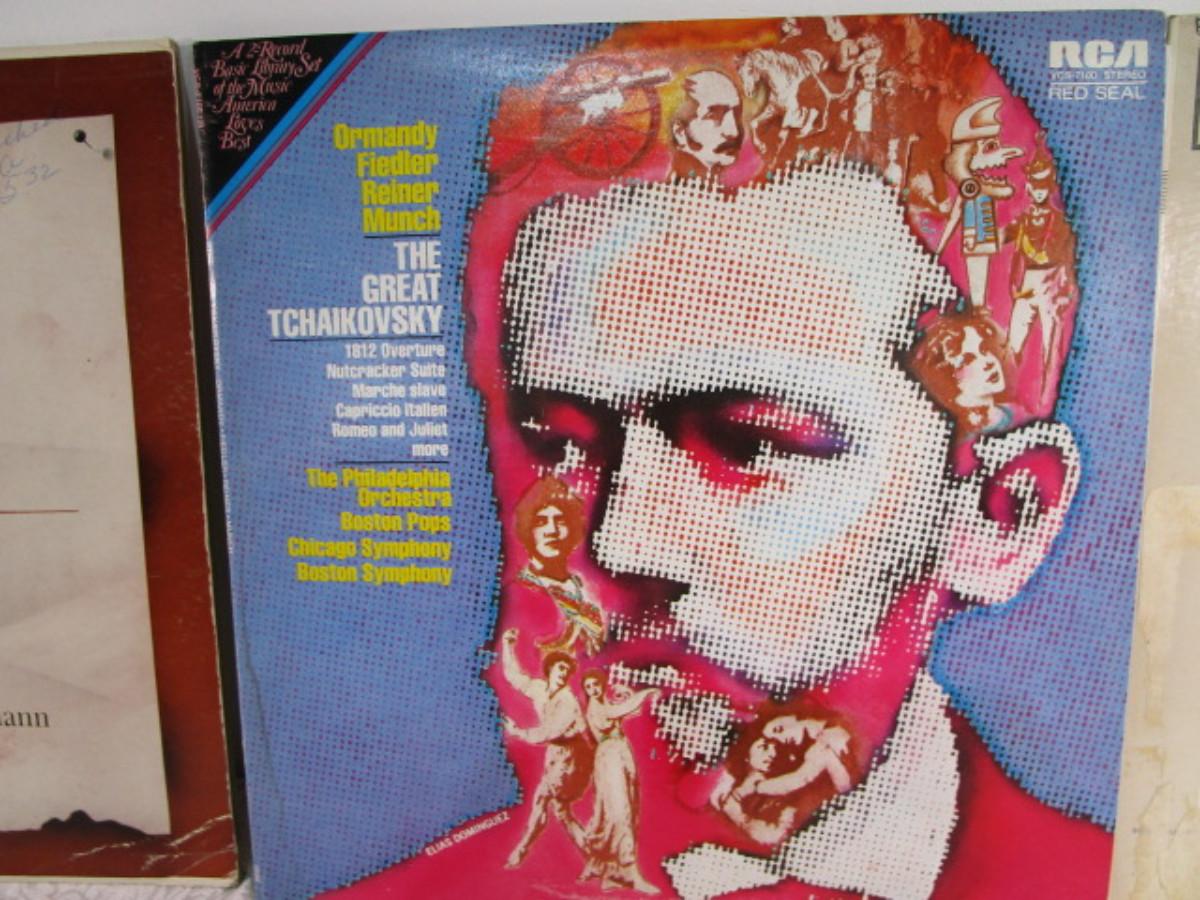 A 2-Record
Basic Library Set
of the Music
America
Loves
Best
Ormandy
Fiedler
Reiner
Munch
THE
GREAT
TCHAIKOVSKY
1812 Overture
Nutcracker Suite
Marche slave
Capriccio Italien
Romeo and Juliet
more
The Philadelphia
Orchestra
Boston Pops
Chicago Symphony
Boston Symphony
ELIAS DOMINGUEZ
RCA
VCS-7100 STEREO
RED SEAL
32
ann